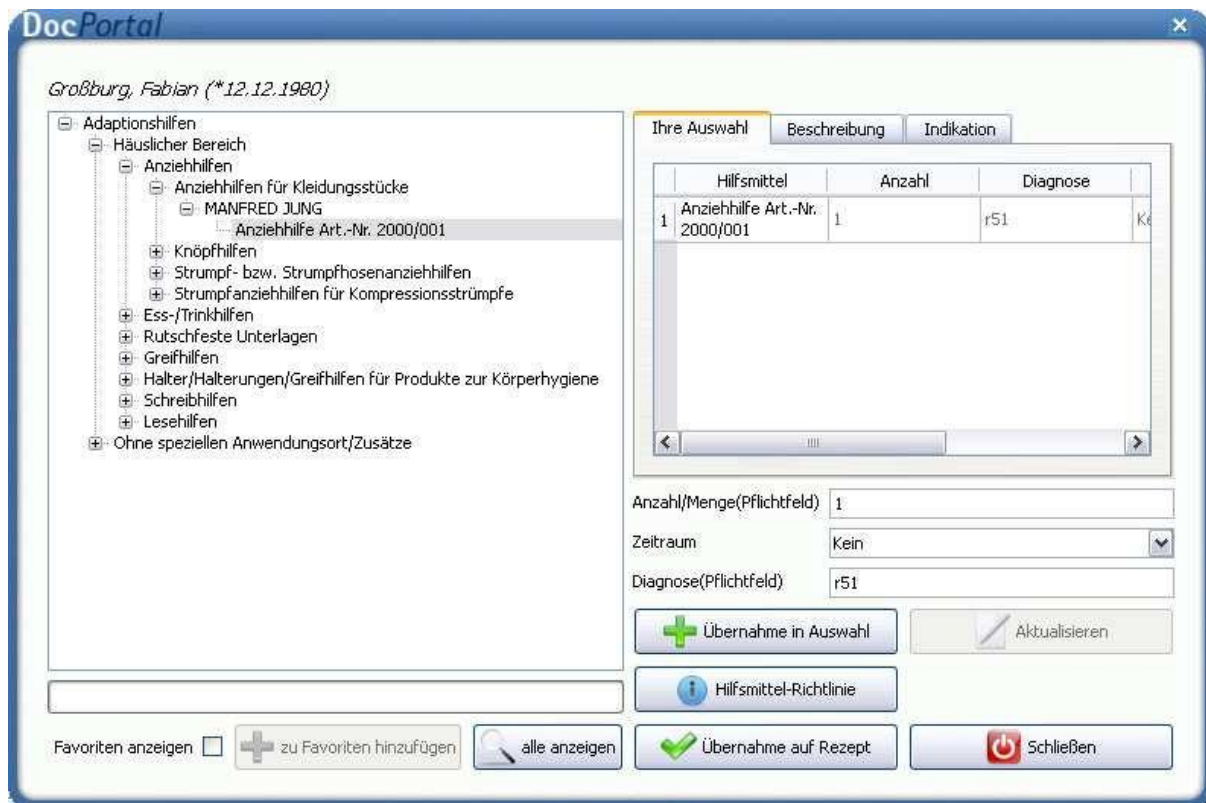 DocPortal
Großburg, Fabian (*12.12.1980)
Adaptionshilfen
Häuslicher Bereich
Anziehhilfen
Anziehhilfen für Kleidungsstücke
MANFRED JUNG
Anziehhilfe Art.-Nr. 2000/001
Knöpfhilfen
Strumpf- bzw. Strumpfhosenanziehhilfen
Strumpfanziehhilfen für Kompressionsstrümpfe
Ess-/Trinkhilfen
Rutschfeste Unterlagen
Greifhilfen
Halter/Halterungen/Greifhilfen für Produkte zur Körperhygiene
Schreibhilfen
Lesehilfen
Ohne speziellen Anwendungsort/Zusätze
Favoriten anzeigen
zu Favoriten hinzufügen
alle anzeigen
Ihre Auswahl Beschreibung Indikation
Hilfsmittel Anzahl Diagnose
1 Anziehhilfe Art.-Nr. 2000/001 1 r51 Ke
Anzahl/Menge(Pflichtfeld) 1
Zeitraum Kein
Diagnose(Pflichtfeld) r51
Übernahme in Auswahl Aktualisieren
Hilfsmittel-Richtlinie
Übernahme auf Rezept Schließen